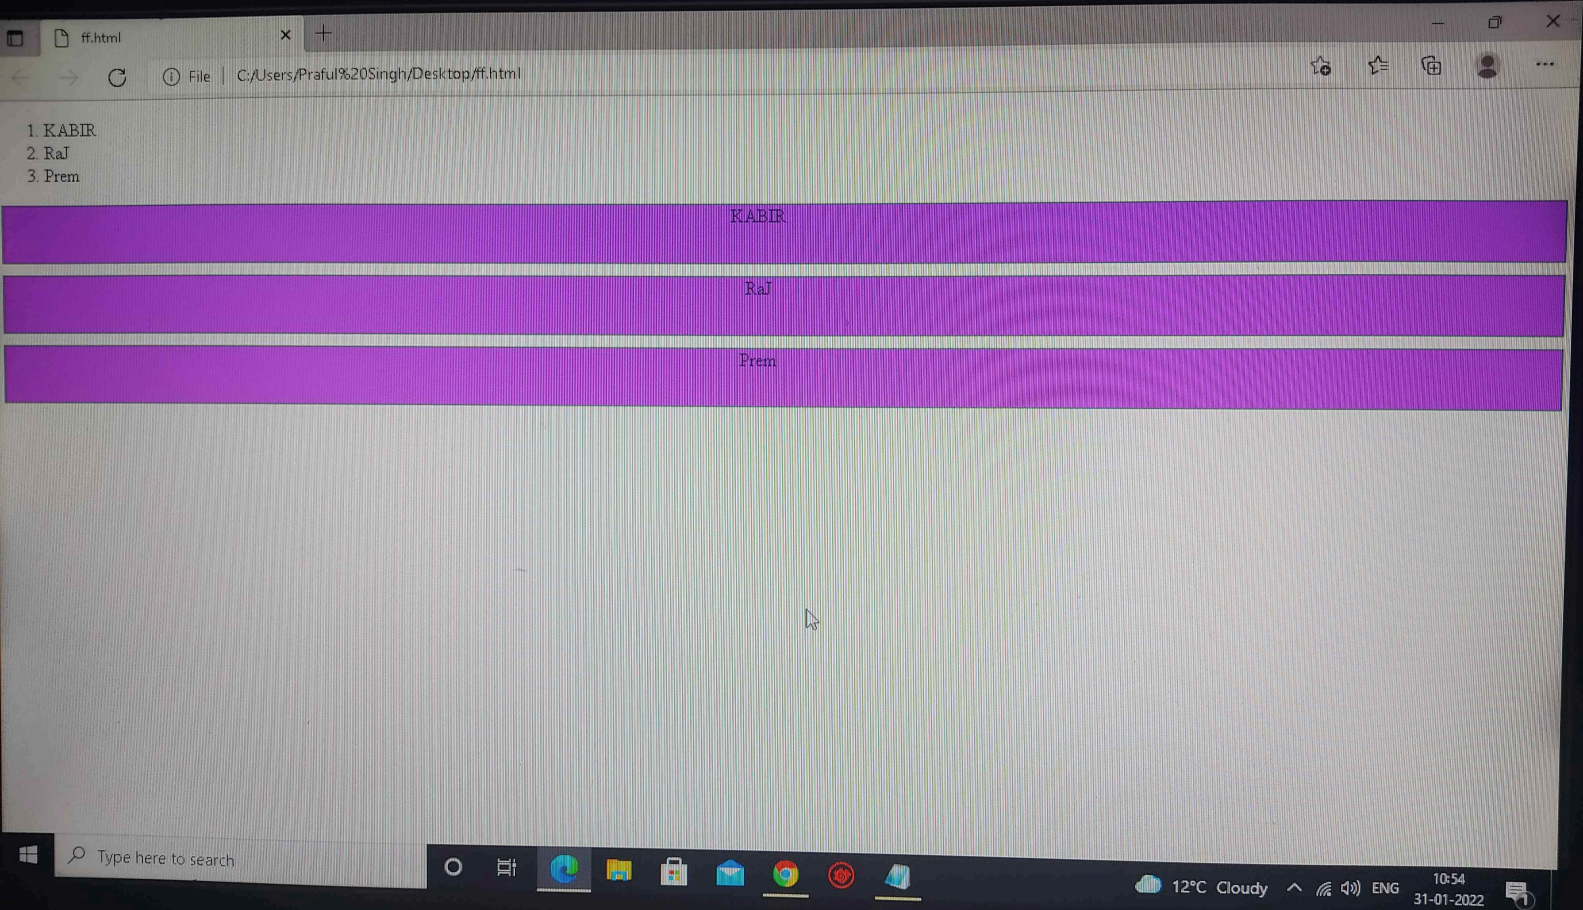 ff.html
File C:/Users/Praful%20Singh/Desktop/ff.html
1. KABIR
2. RaJ
3. Prem
KABIR
RaJ
Prem
Type here to search
12°C Cloudy
ENG
10:54
31-01-2022
1